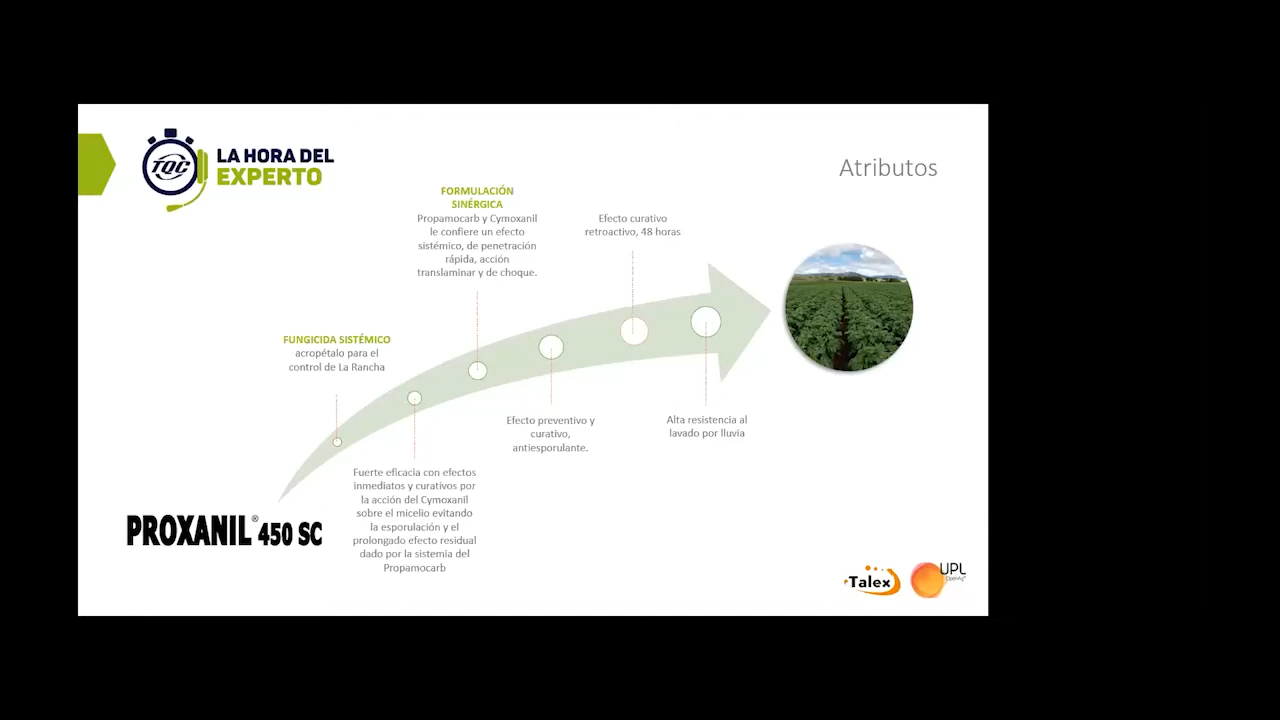 TQC
LA HORA DEL
EXPERTO
Atributos
FORMULACIÓN
SINÉRGICA
Propamocarb y Cymoxanil
le confiere un efecto
sistémico, de penetración
rápida, acción
translaminar y de choque.
Efecto curativo
retroactivo, 48 horas
FUNGICIDA SISTÉMICO
acropétalo para el
control de La Rancha
Efecto preventivo y
curativo,
antiesporulante.
Alta resistencia al
lavado por lluvia
Fuerte eficacia con efectos
inmediatos y curativos por
la acción del Cymoxanil
sobre el micelio evitando
la esporulación y el
prolongado efecto residual
dado por la sistemia del
Propamocarb
PROXANIL® 450 SC
Talex
UPL
OpenAg